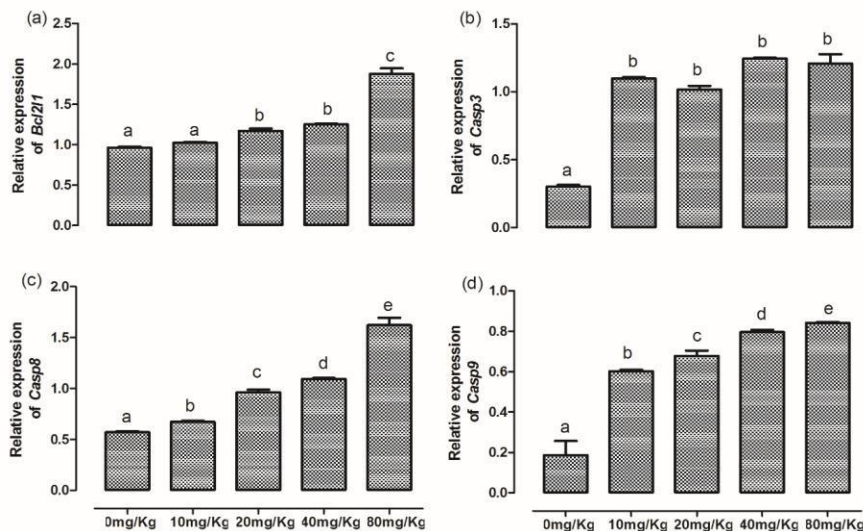 (a)
Relative expression
of Bcl2l1
2.5
2.0
1.5
1.0
0.5
0.0
a
a
b
b
c
(b)
Relative expression
of Casp3
1.5
1.0
0.5
0.0
a
b
b
b
b
(c)
Relative expression
of Casp8
2.0
1.5
1.0
0.5
0.0
a
b
c
d
e
0mg/Kg 10mg/Kg 20mg/Kg 40mg/Kg 80mg/Kg
(d)
Relative expression
of Casp9
1.0
0.8
0.6
0.4
0.2
0.0
a
b
c
d
e
0mg/Kg 10mg/Kg 20mg/Kg 40mg/Kg 80mg/Kg